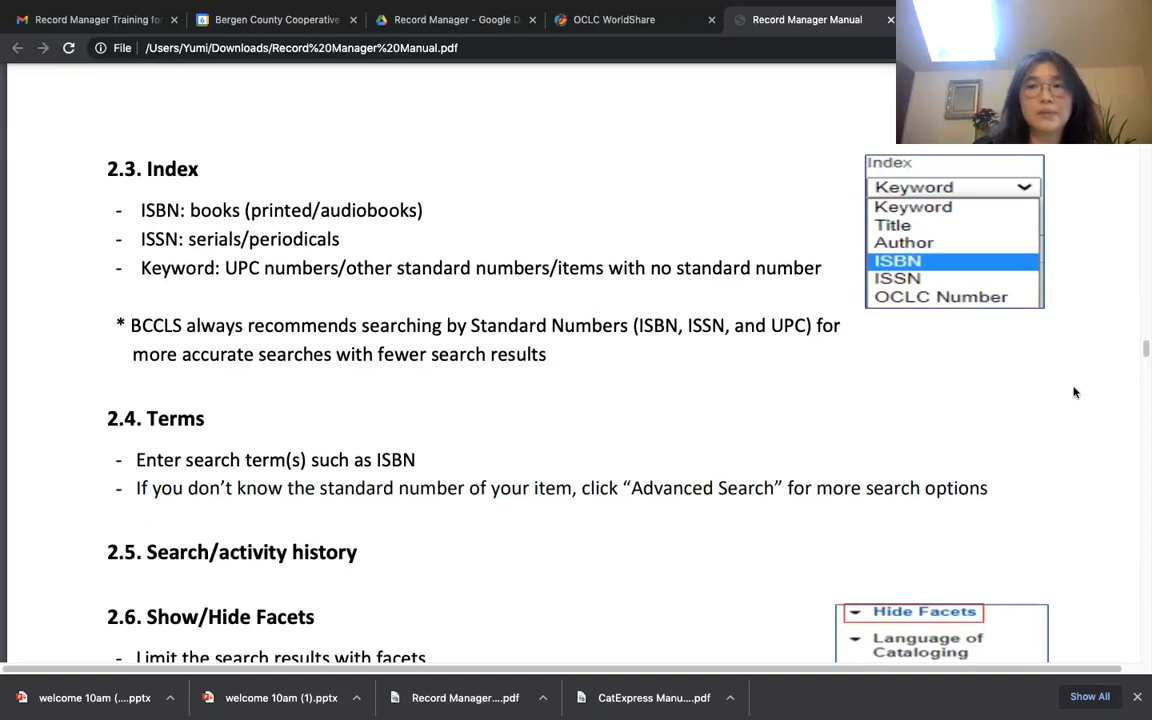 Record Manager Training for
Bergen County Cooperative
Record Manager - Google D
OCLC WorldShare
Record Manager Manual
File /Users/Yumi/Downloads/Record%20Manager%20Manual.pdf
2.3. Index
- ISBN: books (printed/audiobooks)
- ISSN: serials/periodicals
- Keyword: UPC numbers/other standard numbers/items with no standard number
Index
Keyword
Keyword
Title
Author
ISBN
ISSN
OCLC Number
* BCCLS always recommends searching by Standard Numbers (ISBN, ISSN, and UPC) for
more accurate searches with fewer search results
2.4. Terms
- Enter search term(s) such as ISBN
- If you don't know the standard number of your item, click “Advanced Search” for more search options
2.5. Search/activity history
2.6. Show/Hide Facets
- Limit the search results with facets
Hide Facets
Language of
Cataloging
welcome 10am (....pptx
welcome 10am (1).pptx
Record Manager....pdf
CatExpress Manu....pdf
Show All